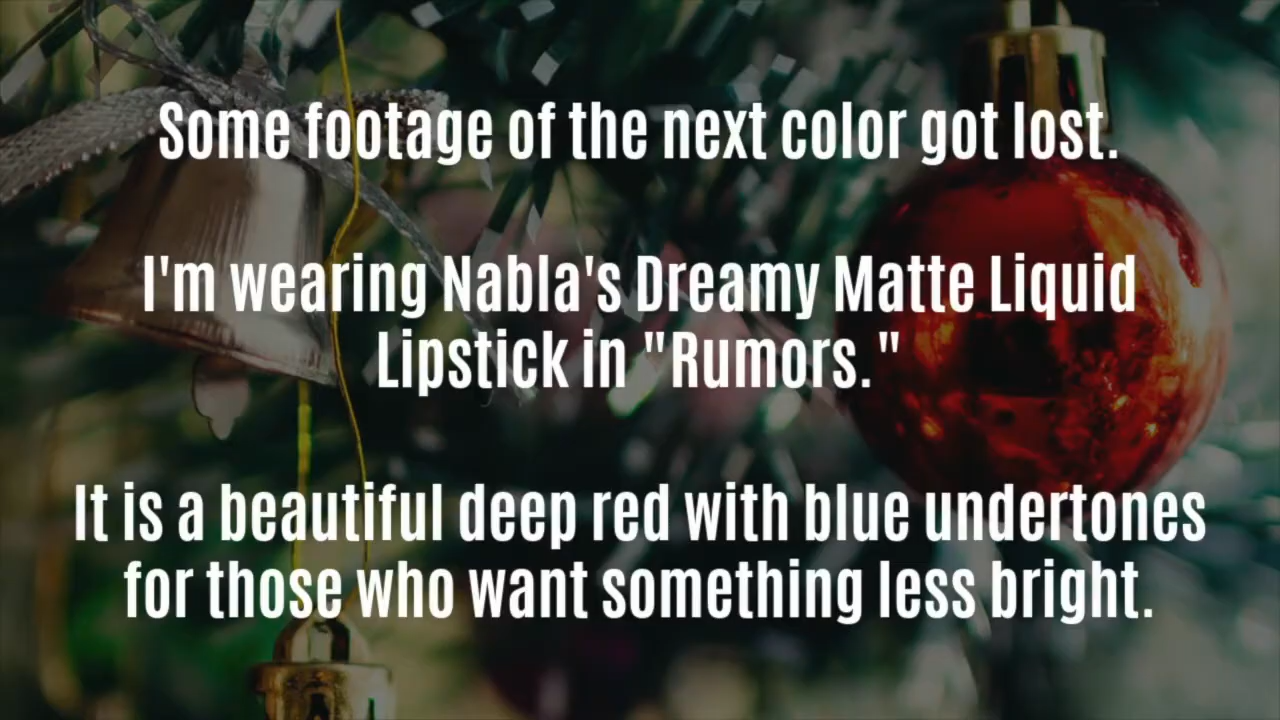 Some footage of the next color got lost.
I'm wearing Nabla's Dreamy Matte Liquid
Lipstick in "Rumors."
It is a beautiful deep red with blue undertones
for those who want something less bright.